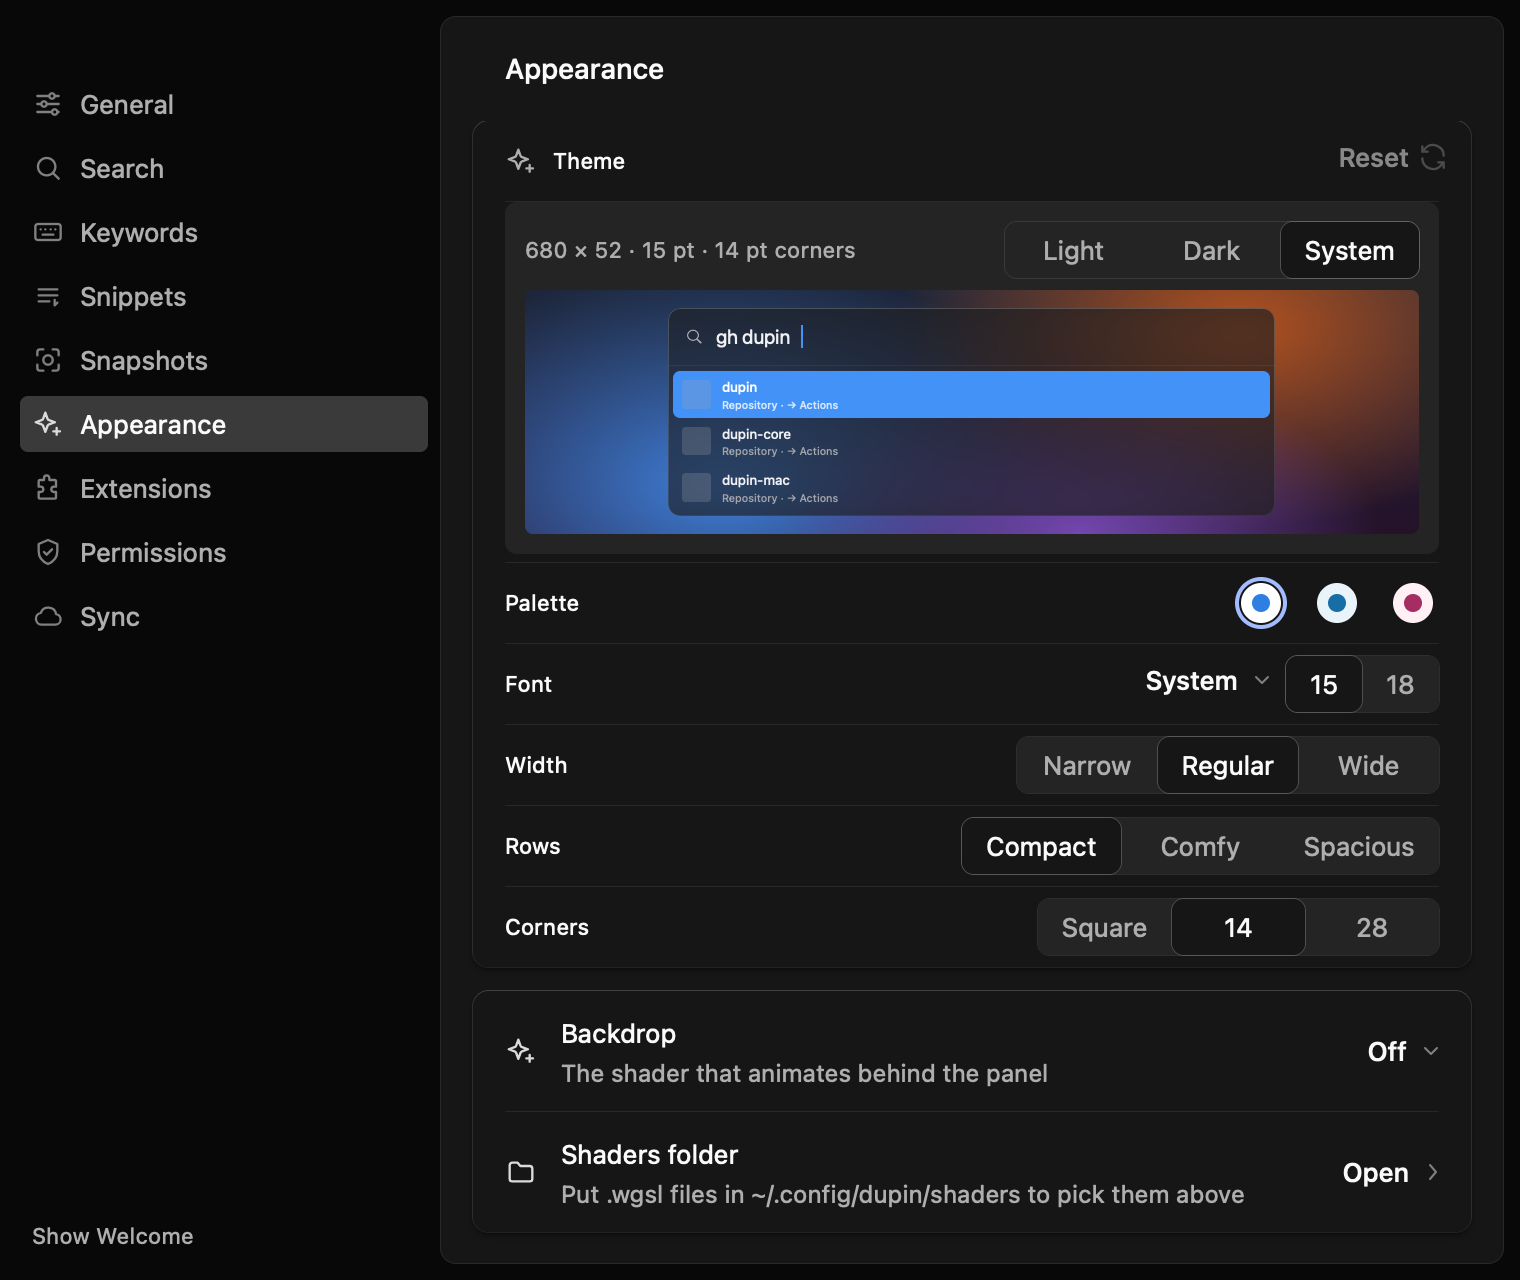 General
Search
Keywords
Snippets
Snapshots
Appearance
Extensions
Permissions
Sync
Show Welcome
Appearance
Theme
Reset
680 × 52 · 15 pt · 14 pt corners
Light Dark System
gh dupin
dupin
Repository · → Actions
dupin-core
Repository · → Actions
dupin-mac
Repository · → Actions
Palette
Font
System 15 18
Width
Narrow Regular Wide
Rows
Compact Comfy Spacious
Corners
Square 14 28
Backdrop
The shader that animates behind the panel
Off
Shaders folder
Put .wgsl files in ~/.config/dupin/shaders to pick them above
Open